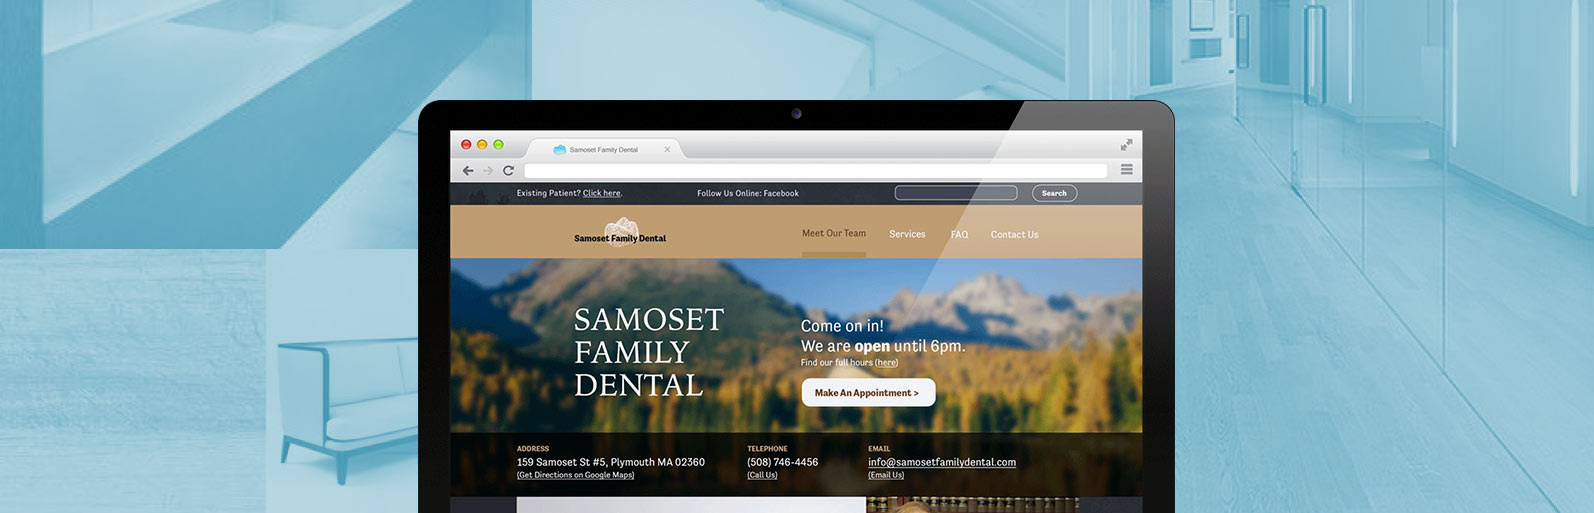 Samoset Family Dental
Existing Patient? Click here.
Follow Us Online: Facebook
Search
Samoset Family Dental
Meet Our Team
Services
FAQ
Contact Us
SAMOSET
FAMILY
DENTAL
Come on in!
We are open until 6pm.
Find our full hours (here)
Make An Appointment >
ADDRESS
159 Samoset St #5, Plymouth MA 02360
(Get Directions on Google Maps)
TELEPHONE
(508) 746-4456
(Call Us)
EMAIL
info@samosetfamilydental.com
(Email Us)